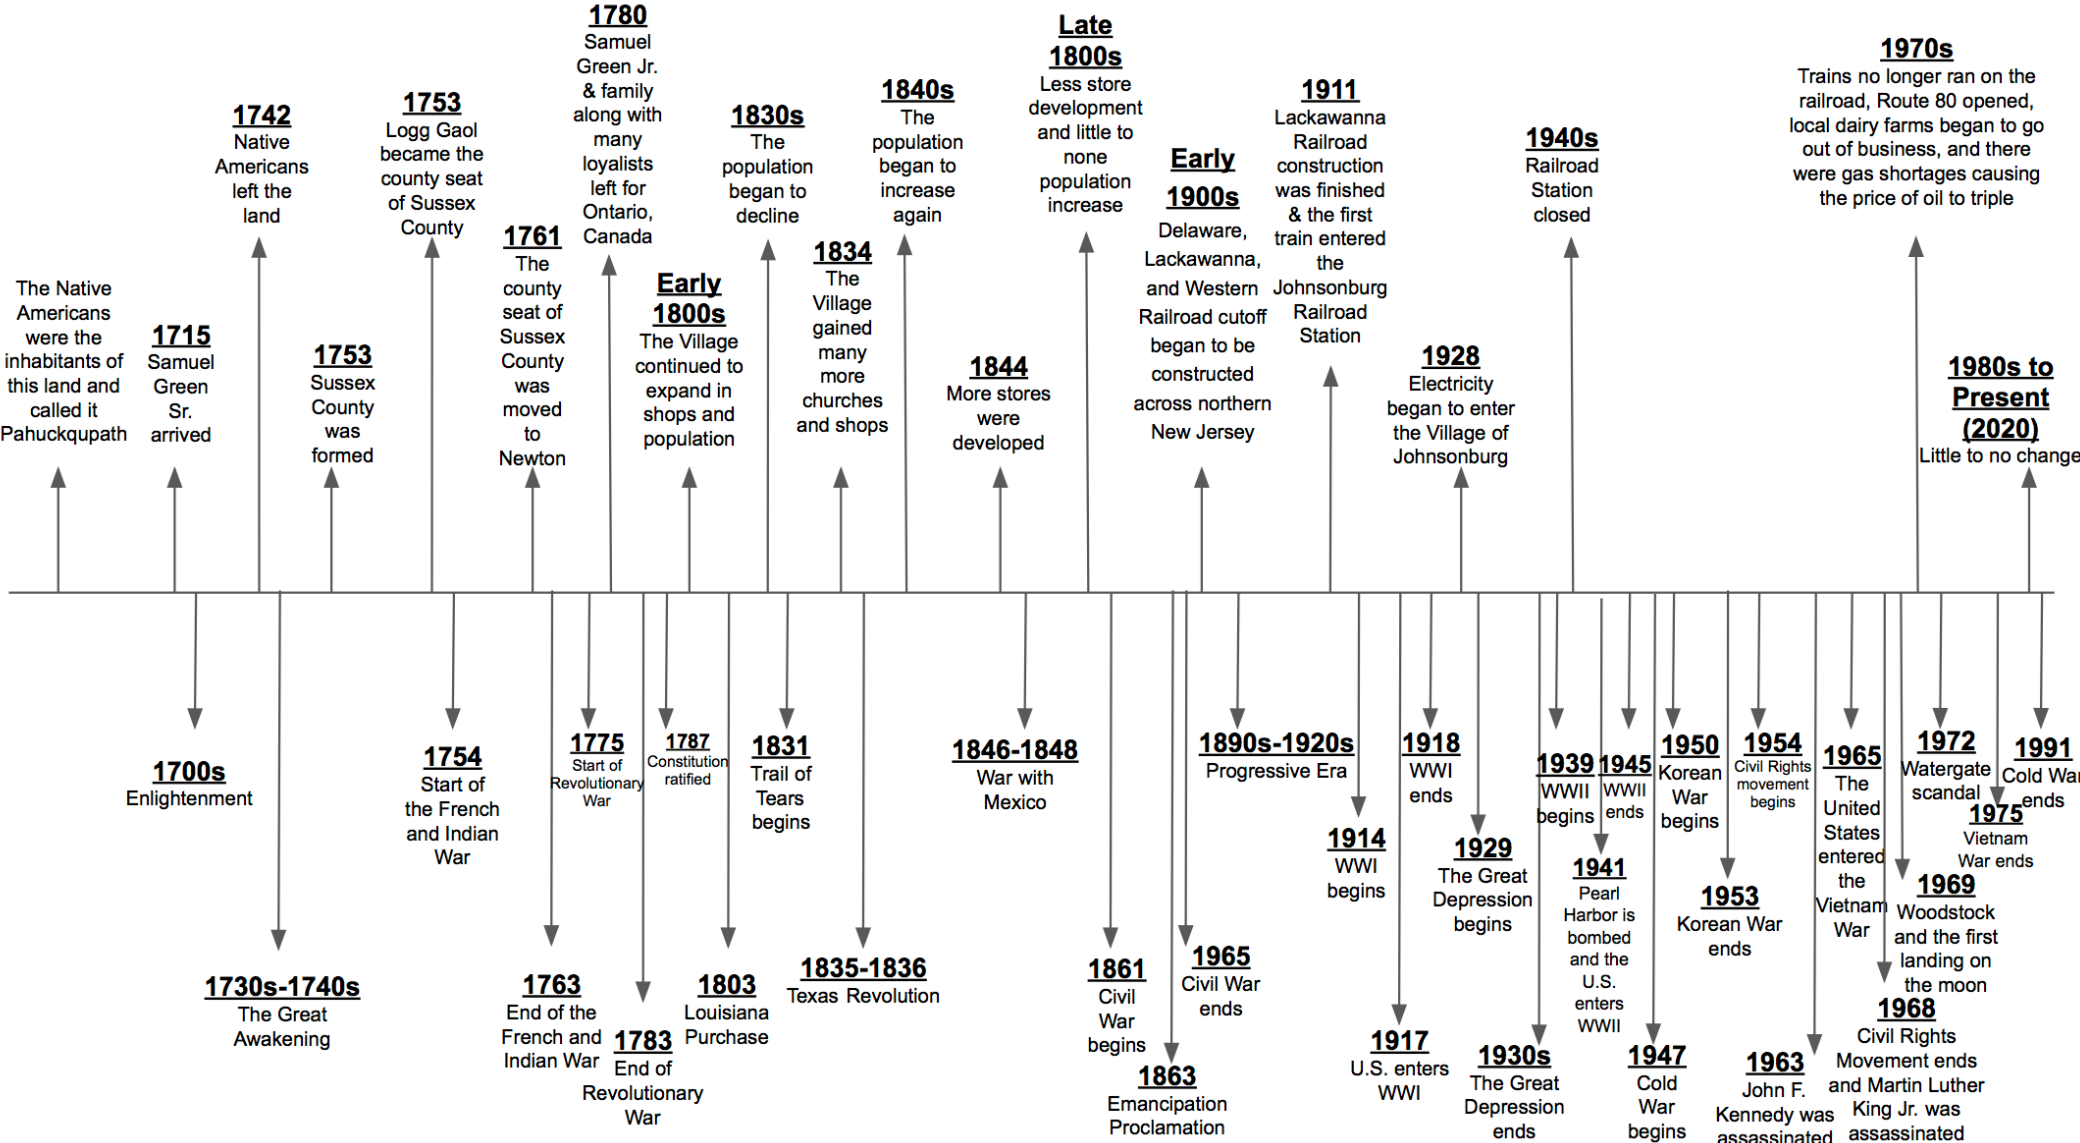 The Native
Americans
were the
inhabitants of
this land and
called it
Pahuckqupath
1715
Samuel
Green
Sr.
arrived
1742
Native
Americans
left the
land
1753
Sussex
County
was
formed
1753
Logg Gaol
became the
county seat
of Sussex
County
1761
The
county
seat of
Sussex
County
was
moved
to
Newton
1780
Samuel
Green Jr.
& family
along with
many
loyalists
left for
Ontario,
Canada
Early
1800s
The Village
continued to
expand in
shops and
population
1830s
The
population
began to
decline
1834
The
Village
gained
many
more
churches
and shops
1840s
The
population
began to
increase
again
1844
More stores
were
developed
Late
1800s
Less store
development
and little to
none
population
increase
Early
1900s
Delaware,
Lackawanna,
and Western
Railroad cutoff
began to be
constructed
across northern
New Jersey
1911
Lackawanna
Railroad
construction
was finished
& the first
train entered
the
Johnsonburg
Railroad
Station
1928
Electricity
began to enter
the Village of
Johnsonburg
1940s
Railroad
Station
closed
1970s
Trains no longer ran on the
railroad, Route 80 opened,
local dairy farms began to go
out of business, and there
were gas shortages causing
the price of oil to triple
1980s to
Present
(2020)
Little to no change
1700s
Enlightenment
1730s-1740s
The Great
Awakening
1754
Start of
the French
and Indian
War
1763
End of the
French and
Indian War
1775
Start of
Revolutionary
War
1783
End of
Revolutionary
War
1787
Constitution
ratified
1803
Louisiana
Purchase
1831
Trail of
Tears
begins
1835-1836
Texas Revolution
1846-1848
War with
Mexico
1861
Civil
War
begins
1863
Emancipation
Proclamation
1965
Civil War
ends
1890s-1920s
Progressive Era
1914
WWI
begins
1917
U.S. enters
WWI
1918
WWI
ends
1929
The Great
Depression
begins
1930s
The Great
Depression
ends
1939
WWII
begins
1941
Pearl
Harbor is
bombed
and the
U.S.
enters
WWII
1945
WWII
ends
1947
Cold
War
begins
1950
Korean
War
begins
1953
Korean War
ends
1954
Civil Rights
movement
begins
1963
John F.
Kennedy was
assassinated
1965
The
United
States
entered
the
Vietnam
War
1968
Civil Rights
Movement ends
and Martin Luther
King Jr. was
assassinated
1969
Woodstock
and the first
landing on
the moon
1972
Watergate
scandal
1975
Vietnam
War ends
1991
Cold War
ends